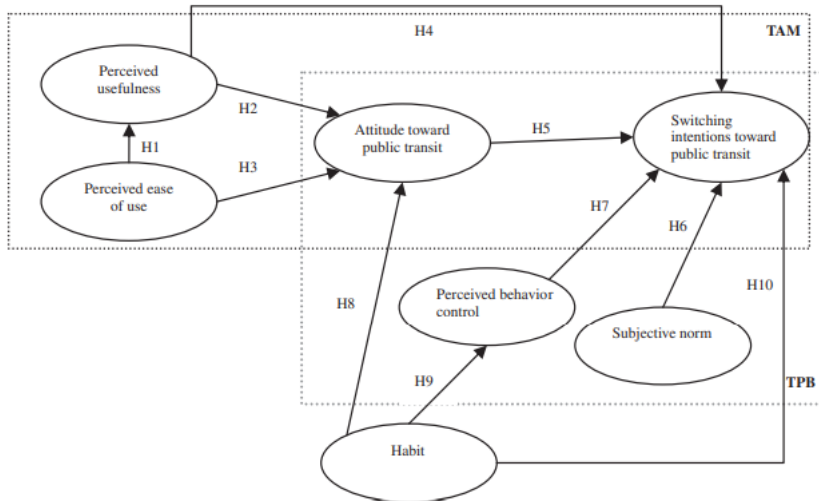 H4
TAM
Perceived
usefulness
H2
Attitude toward
public transit
H5
Switching
intentions toward
public transit
H1
H3
Perceived ease
of use
H7
H6
H8
Perceived behavior
control
H10
Subjective norm
H9
TPB
Habit